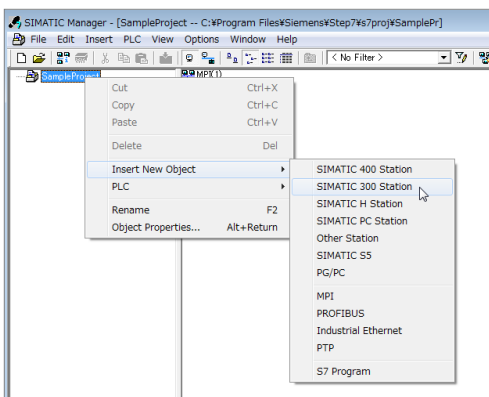 SIMATIC Manager - [SampleProject -- C:¥Program Files¥Siemens¥Step7¥s7proj¥SamplePr]
File Edit Insert PLC View Options Window Help
< No Filter >
SampleProject
MPI(1)
Cut Ctrl+X
Copy Ctrl+C
Paste Ctrl+V
Delete Del
Insert New Object
PLC
Rename F2
Object Properties... Alt+Return
SIMATIC 400 Station
SIMATIC 300 Station
SIMATIC H Station
SIMATIC PC Station
Other Station
SIMATIC S5
PG/PC
MPI
PROFIBUS
Industrial Ethernet
PTP
S7 Program